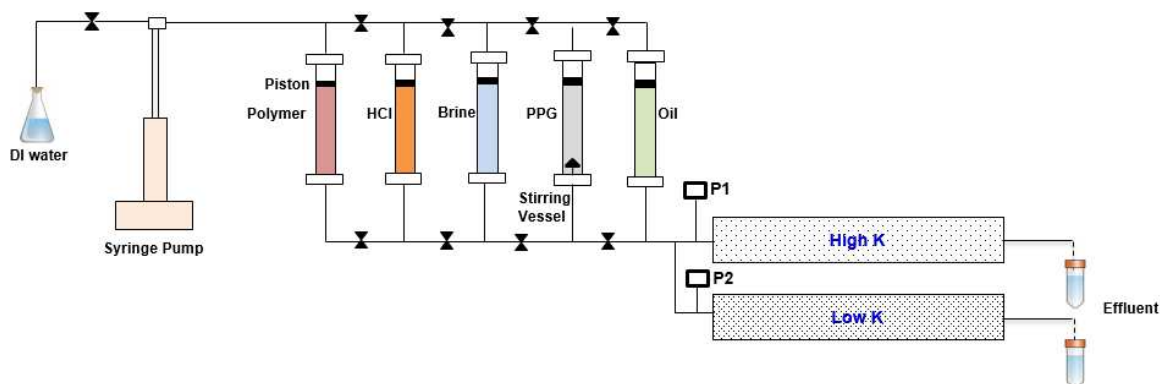 Piston
Polymer
HCl
Brine
PPG
Oil
DI water
Stirring
Vessel
P1
Syringe Pump
High K
P2
Effluent
Low K